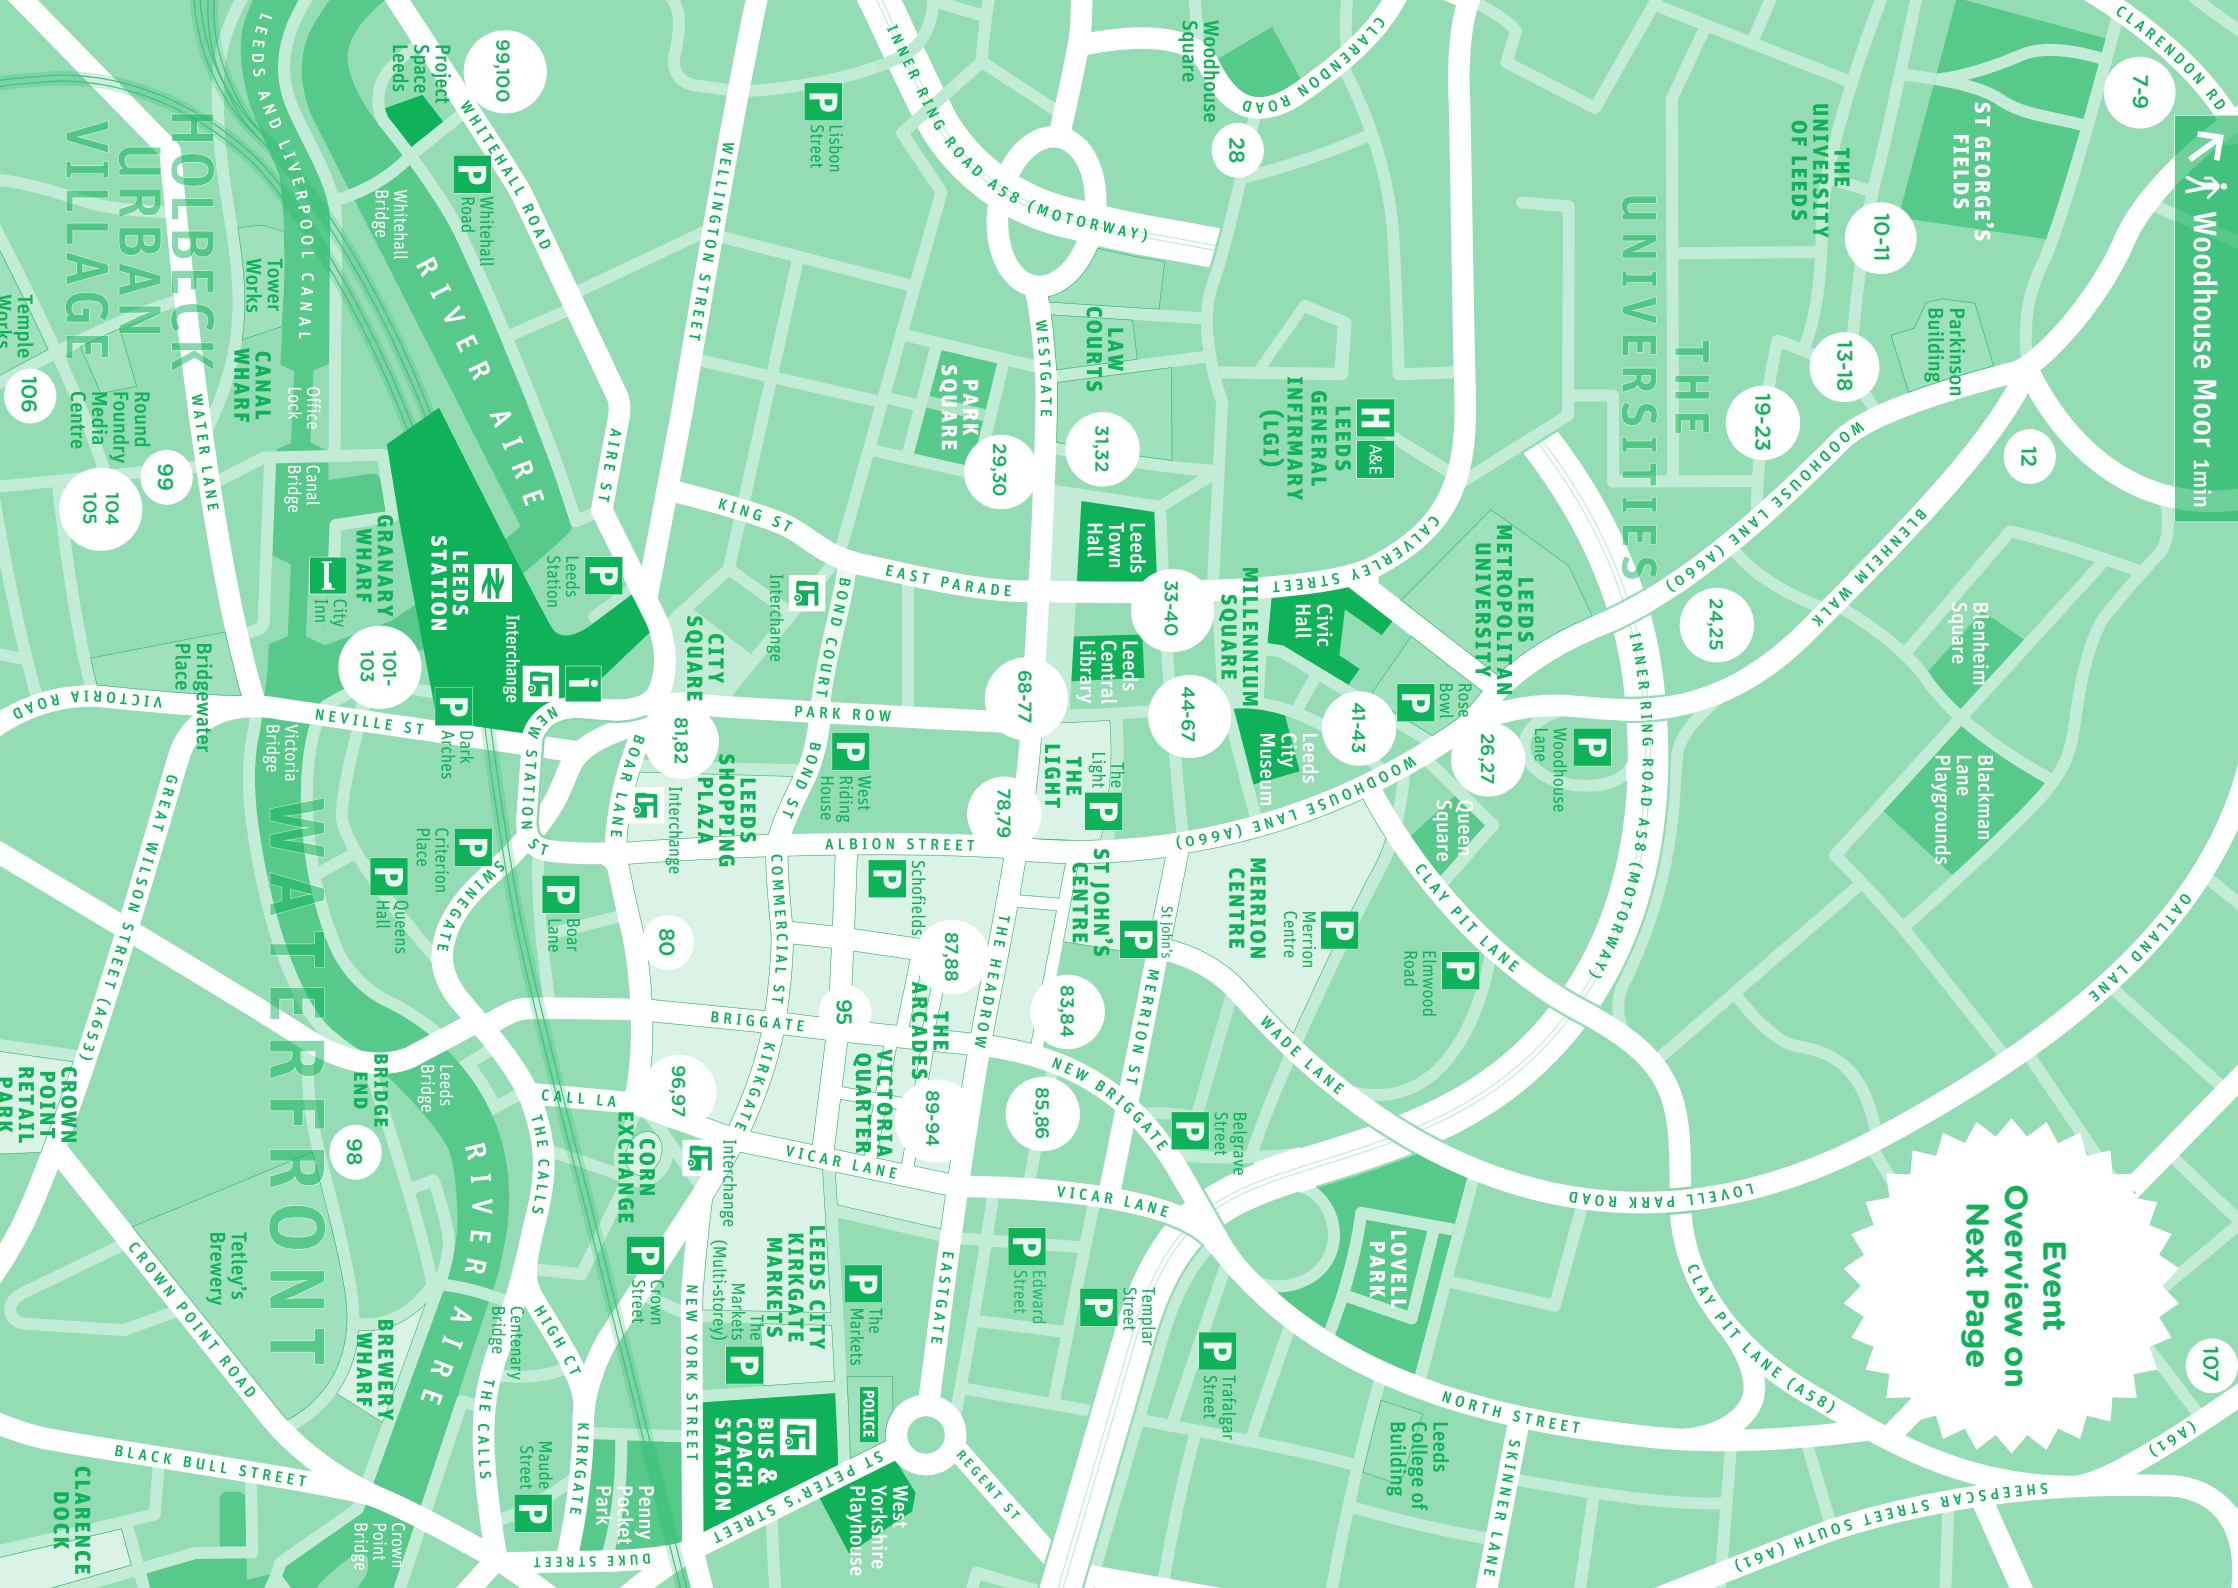 CLARENDON RD
7-9
Woodhouse Moor 1min
ST GEORGE'S
FIELDS
THE
UNIVERSITY
OF LEEDS
10-11
Parkinson
Building
13-18
19-23
12
THE
UNIVERSITIES
WOODHOUSE LANE (A660)
BLENHEIM WALK
24,25
Blenheim
Square
Blackman
Lane
Playgrounds
OATLAND LANE
Woodhouse
Square
CLARENDON ROAD
28
INNER RING ROAD A58 (MOTORWAY)
P
Lisbon
Street
WELLINGTON STREET
WESTGATE
LAW
COURTS
H
A&E
LEEDS
GENERAL
INFIRMARY
(LGI)
PARK
SQUARE
29,30
31,32
KING ST
EAST PARADE
Leeds
Town
Hall
33-40
CALVERLEY STREET
LEEDS
METROPOLITAN
UNIVERSITY
INNER RING ROAD A58 (MOTORWAY)
MILLENNIUM
SQUARE
Civic
Hall
Leeds
Central
Library
44-67
Leeds
City
Museum
41-43
P
Rose
Bowl
26,27
P
Woodhouse
Lane
Queen
Square
WOODHOUSE LANE (A660)
CLAY PIT LANE
Project
Space
Leeds
99,100
WHITEHALL ROAD
P
Whitehall
Road
Whitehall
Bridge
LEEDS AND LIVERPOOL CANAL
RIVER AIRE
AIRE ST
HOLBECK
URBAN
VILLAGE
Tower
Works
Temple
Works
CANAL
WHARF
Office
Lock
Round
Foundry
Media
Centre
106
99
104
105
WATER LANE
Canal
Bridge
GRANARY
WHARF
City
Inn
LEEDS
STATION
Interchange
i
P
Leeds
Station
101-
103
P
Dark
Arches
Bridgewater
Place
VICTORIA ROAD
NEVILLE ST
Victoria
Bridge
NEW STATION ST
CITY
SQUARE
81,82
Interchange
BOND COURT
PARK ROW
68-77
BOND ST
P
West
Riding
House
THE
LIGHT
P
The
Light
78,79
BOAR LANE
Interchange
LEEDS
SHOPPING
PLAZA
ALBION STREET
GREAT WILSON STREET (A653)
WATERFRONT
P
Criterion
Place
P
Queens
Hall
SWINEGATE
P
Boar
Lane
80
COMMERCIAL ST
P
Schofields
87,88
THE HEADROW
ST JOHN'S
CENTRE
P
St John's
MERRION
CENTRE
P
Merrion
Centre
P
Elmwood
Road
MERRION ST
WADE LANE
83,84
95
THE
ARCADES
BRIGGATE
KIRKGATE
VICTORIA
QUARTER
89-94
85,86
NEW BRIGGATE
96,97
CALL LA
CORN
EXCHANGE
Interchange
VICAR LANE
VICAR LANE
P
Belgrave
Street
LOVELL PARK ROAD
LOVELL
PARK
CROWN
POINT
RETAIL
PARK
BRIDGE
END
Leeds
Bridge
98
RIVER AIRE
THE CALLS
Tetley's
Brewery
CROWN POINT ROAD
BREWERY
WHARF
Centenary
Bridge
HIGH CT
THE CALLS
P
Crown
Street
NEW YORK STREET
LEEDS CITY
KIRKGATE
MARKETS
P
The
Markets
(Multi-storey)
P
The
Markets
EASTGATE
P
Edward
Street
P
Templar
Street
P
Trafalgar
Street
NORTH STREET
CLAY PIT LANE (A58)
Event
Overview on
Next Page
107
(A61)
SHEEPSCAR STREET SOUTH (A61)
SKINNER LANE
Leeds
College of
Building
REGENT ST
POLICE
BUS &
COACH
STATION
ST PETER'S STREET
West
Yorkshire
Playhouse
Penny
Pocket
Park
KIRKGATE
P
Maude
Street
DUKE STREET
Crown
Point
Bridge
BLACK BULL STREET
CLARENCE
DOCK